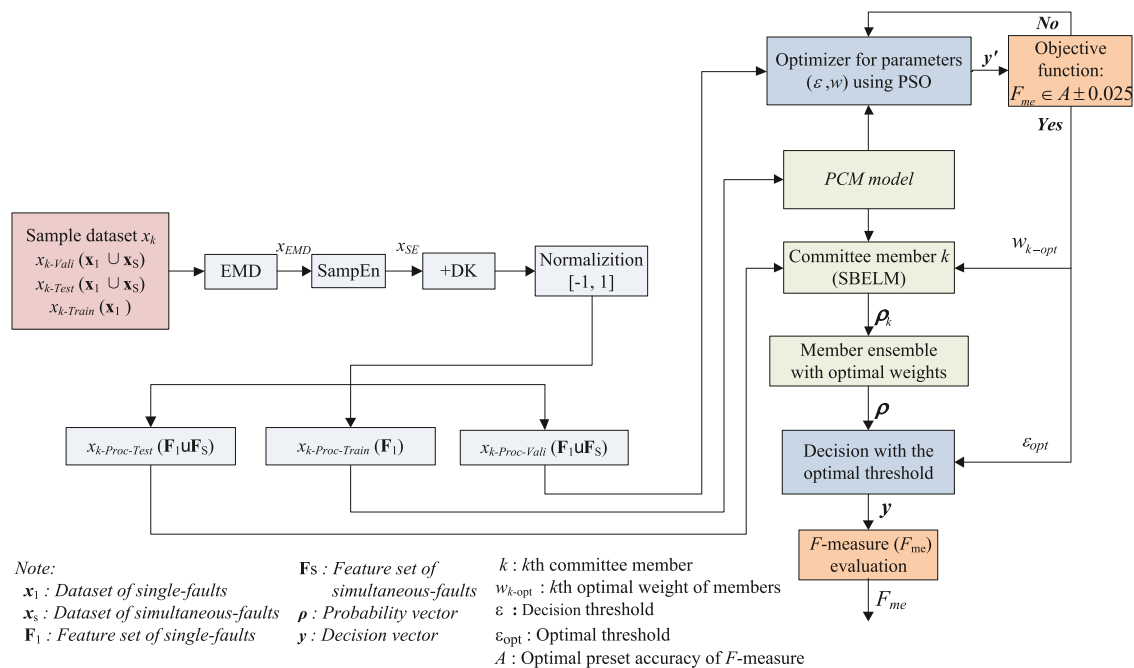 No
Optimizer for parameters
(ε ,w) using PSO
y'
Objective
function:
F_me ∈ A ± 0.025
Yes
PCM model
Sample dataset x_k
x_k-Vali (x_1 ∪ x_S)
x_k-Test (x_1 ∪ x_S)
x_k-Train (x_1 )
EMD
x_EMD
SampEn
x_SE
+DK
Normalizition
[-1, 1]
Committee member k
(SBELM)
w_k−opt
ρ_k
Member ensemble
with optimal weights
ρ
x_k-Proc-Test (F_1∪F_S)
x_k-Proc-Train (F_1)
x_k-Proc-Vali (F_1∪F_S)
Decision with the
optimal threshold
ε_opt
y
F-measure (F_me)
evaluation
F_me
Note:
x_1 : Dataset of single-faults
x_s : Dataset of simultaneous-faults
F_1 : Feature set of single-faults
F_S : Feature set of
simultaneous-faults
ρ : Probability vector
y : Decision vector
k : kth committee member
w_k-opt : kth optimal weight of members
ε : Decision threshold
ε_opt : Optimal threshold
A : Optimal preset accuracy of F-measure